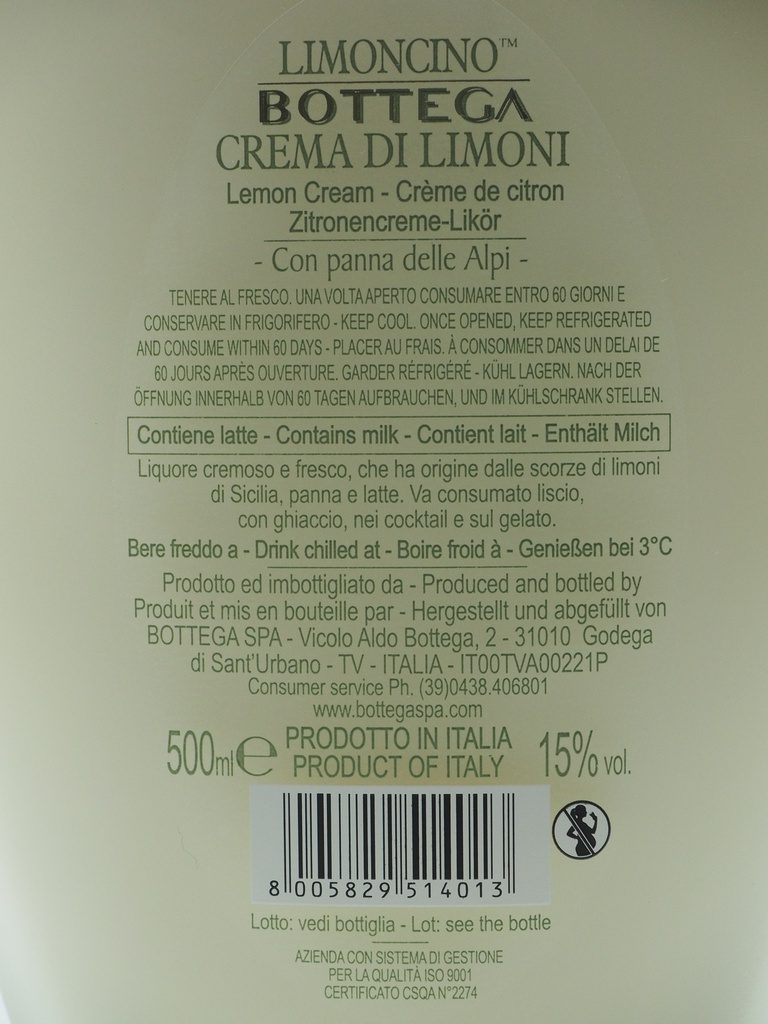 LIMONCINO™
BOTTEGA
CREMA DI LIMONI
Lemon Cream - Crème de citron
Zitronencreme-Likör
- Con panna delle Alpi -
TENERE AL FRESCO. UNA VOLTA APERTO CONSUMARE ENTRO 60 GIORNI E
CONSERVARE IN FRIGORIFERO - KEEP COOL. ONCE OPENED, KEEP REFRIGERATED
AND CONSUME WITHIN 60 DAYS - PLACER AU FRAIS. À CONSOMMER DANS UN DELAI DE
60 JOURS APRÈS OUVERTURE. GARDER RÉFRIGÉRÉ - KÜHL LAGERN. NACH DER
ÖFFNUNG INNERHALB VON 60 TAGEN AUFBRAUCHEN, UND IM KÜHLSCHRANK STELLEN.
Contiene latte - Contains milk - Contient lait - Enthält Milch
Liquore cremoso e fresco, che ha origine dalle scorze di limoni
di Sicilia, panna e latte. Va consumato liscio,
con ghiaccio, nei cocktail e sul gelato.
Bere freddo a - Drink chilled at - Boire froid à - Genießen bei 3°C
Prodotto ed imbottigliato da - Produced and bottled by
Produit et mis en bouteille par - Hergestellt und abgefüllt von
BOTTEGA SPA - Vicolo Aldo Bottega, 2 - 31010 Godega
di Sant'Urbano - TV - ITALIA - IT00TVA00221P
Consumer service Ph. (39)0438.406801
www.bottegaspa.com
500ml e PRODOTTO IN ITALIA 15% vol.
PRODUCT OF ITALY
8 005829 514013
Lotto: vedi bottiglia - Lot: see the bottle
AZIENDA CON SISTEMA DI GESTIONE
PER LA QUALITÀ ISO 9001
CERTIFICATO CSQA N°2274